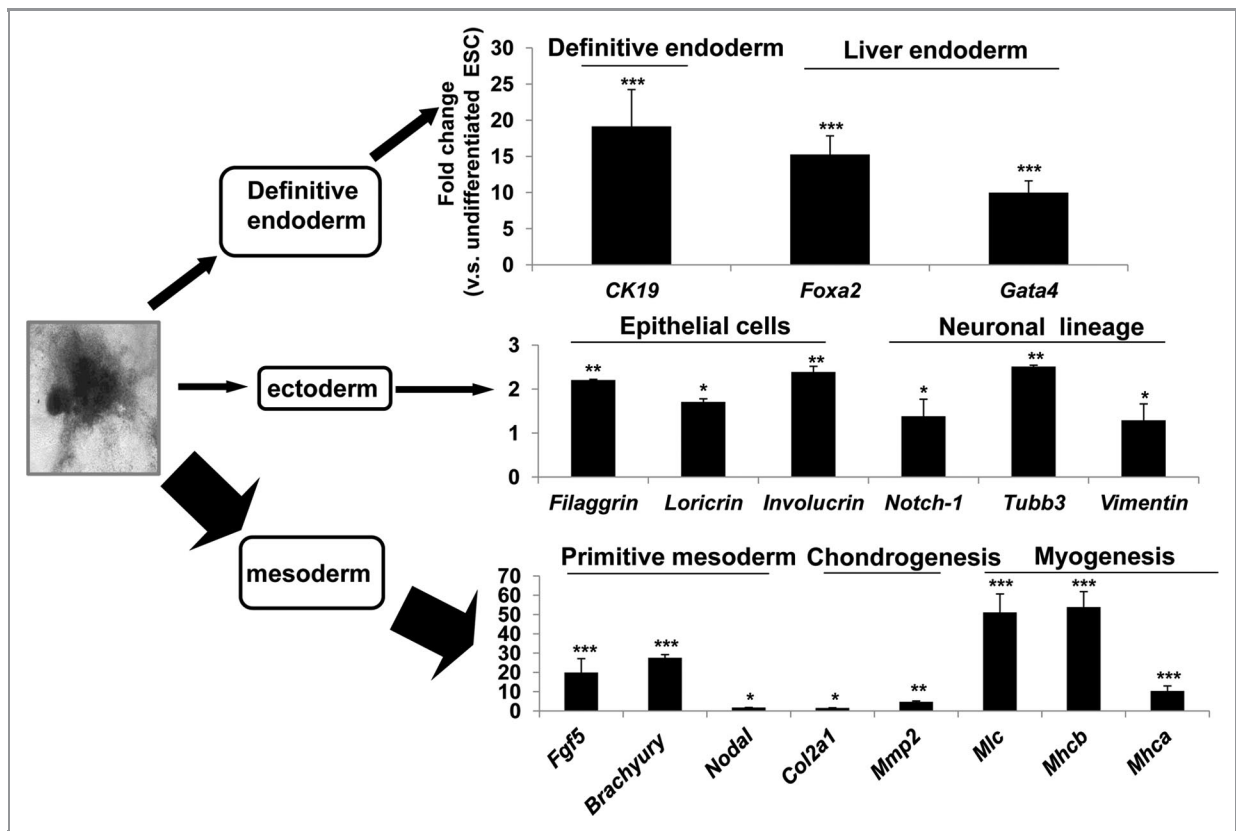 Definitive endoderm
Liver endoderm
Fold change
(v.s. undifferentiated ESC)
30
25
20
15
10
5
0
***
***
***
CK19
Foxa2
Gata4
Definitive
endoderm
Epithelial cells
Neuronal lineage
3
2
1
0
**
*
**
*
**
*
Filaggrin
Loricrin
Involucrin
Notch-1
Tubb3
Vimentin
ectoderm
Primitive mesoderm
Chondrogenesis
Myogenesis
70
60
50
40
30
20
10
0
***
***
*
*
**
***
***
***
Fgf5
Brachyury
Nodal
Col2a1
Mmp2
Mlc
Mhcb
Mhca
mesoderm